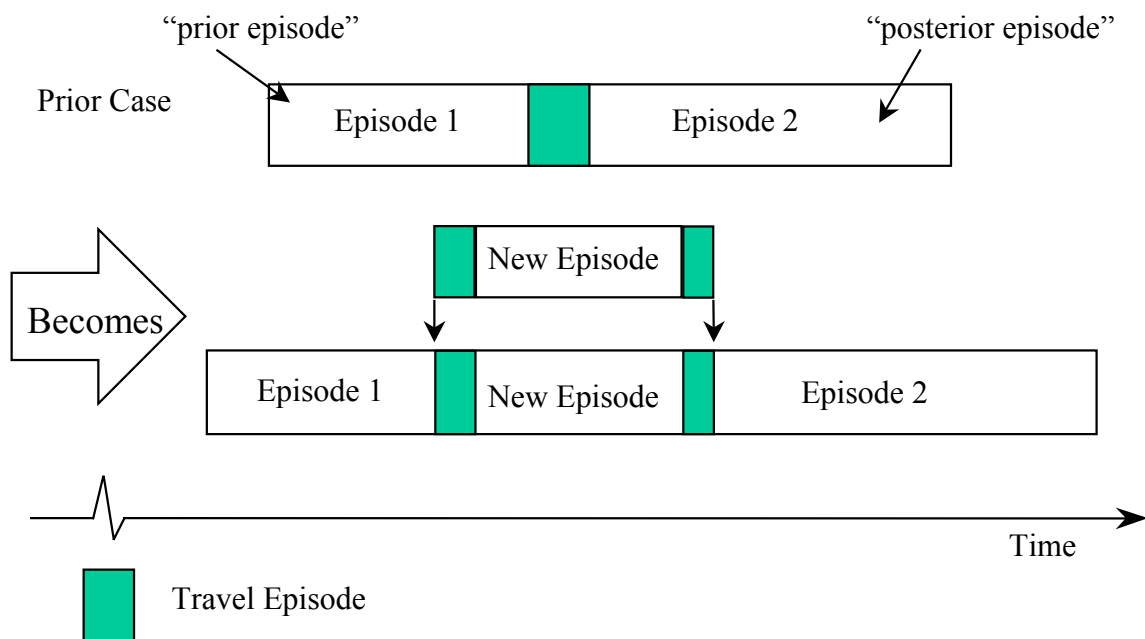 “prior episode”
“posterior episode”
Prior Case
Episode 1
Episode 2
New Episode
Becomes
Episode 1
New Episode
Episode 2
Time
Travel Episode